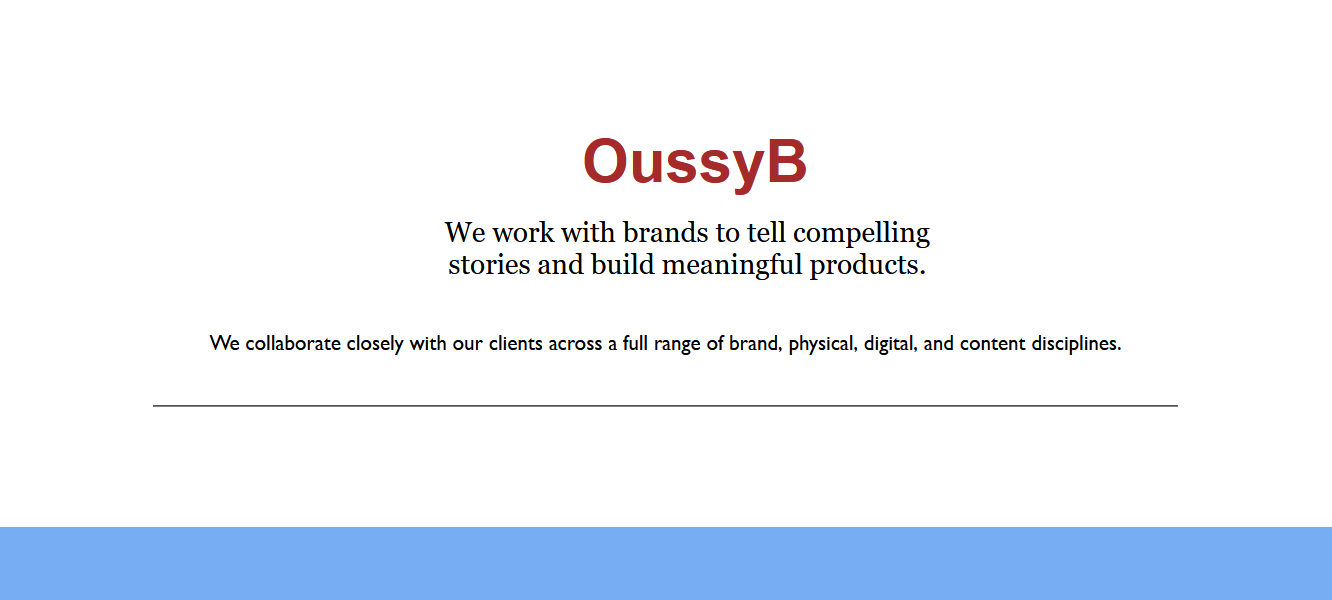 OussyB
We work with brands to tell compelling
stories and build meaningful products.
We collaborate closely with our clients across a full range of brand, physical, digital, and content disciplines.